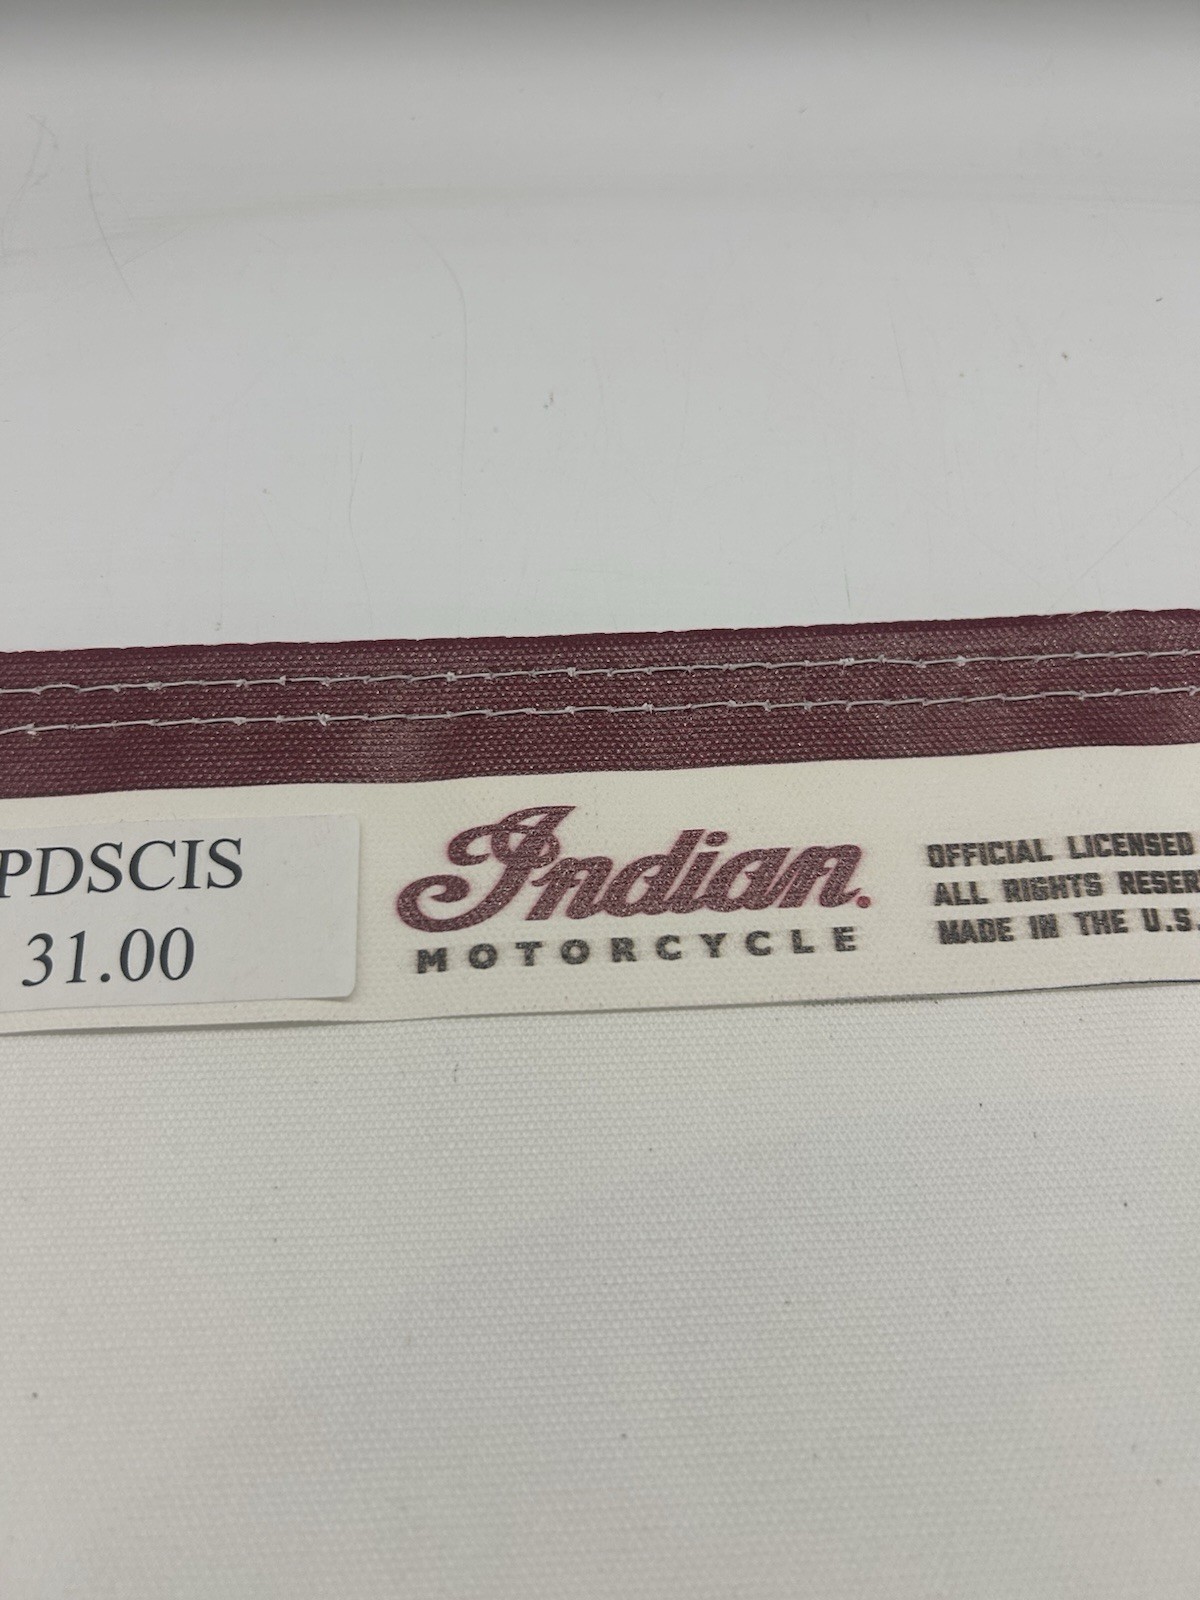 PDSCIS
31.00
Indian.
MOTORCYCLE
OFFICIAL LICENSED
ALL RIGHTS RESER
MADE IN THE U.S.